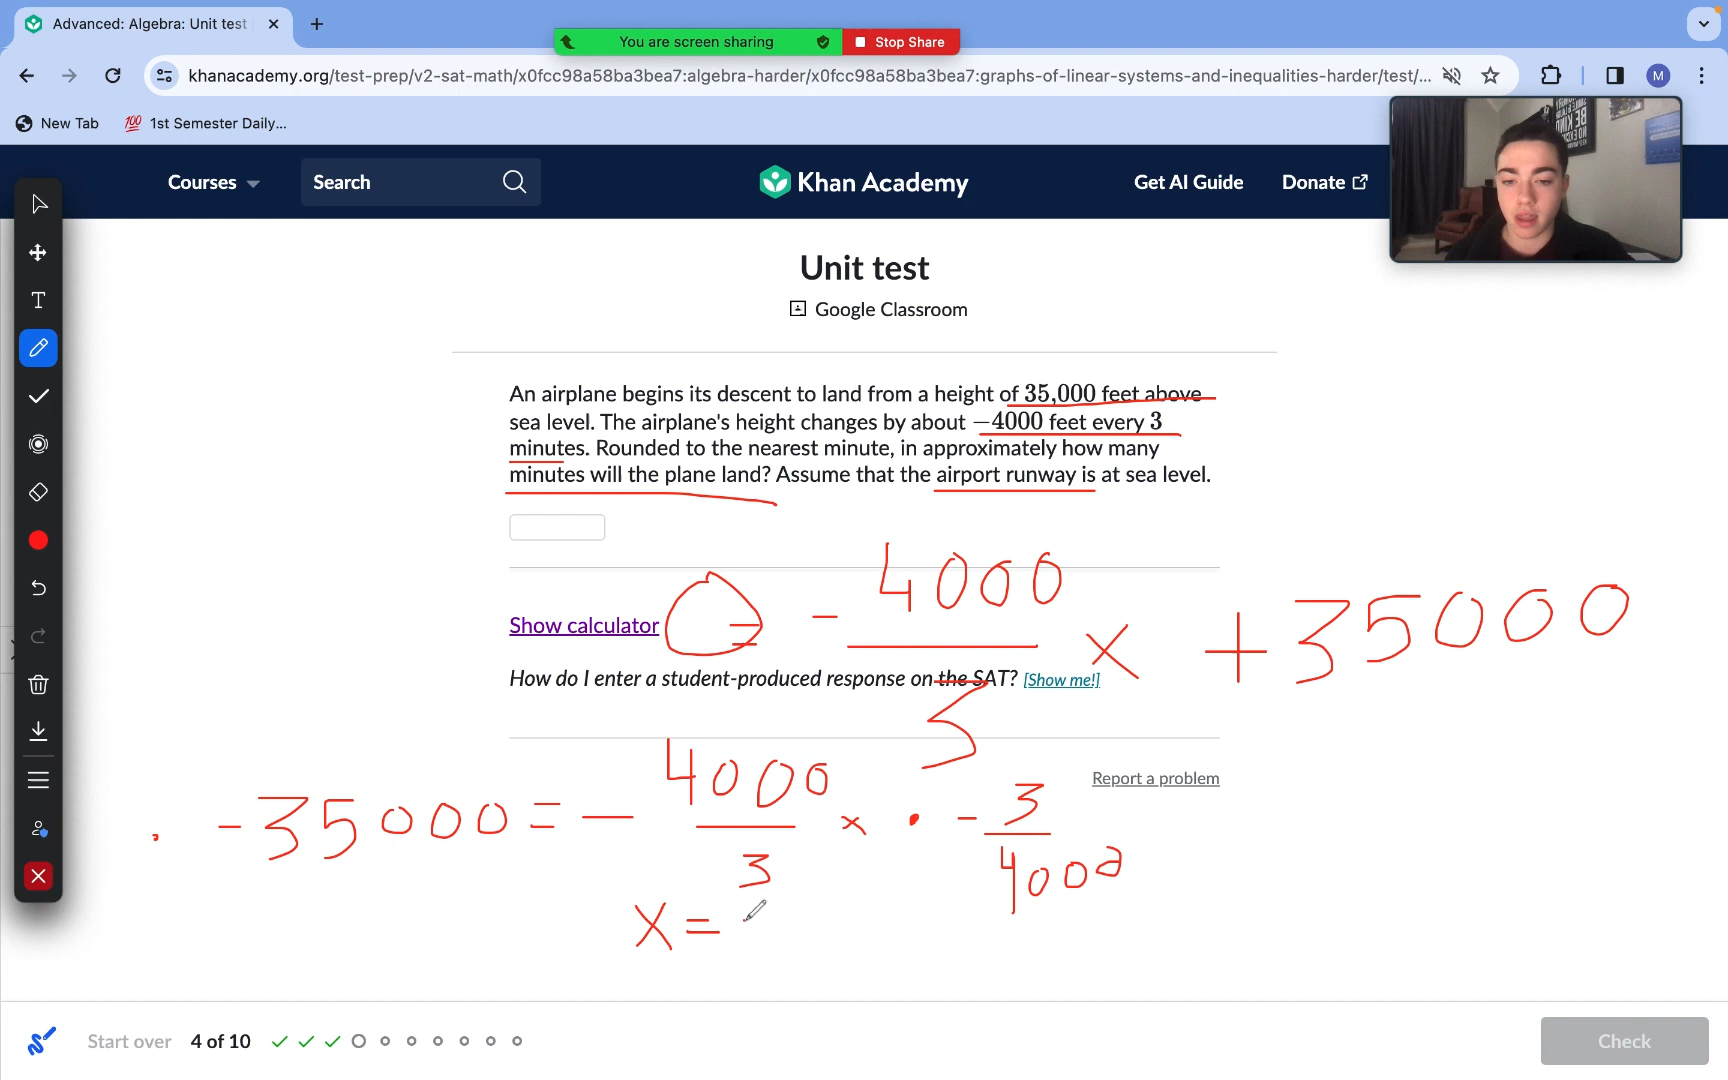 Advanced: Algebra: Unit test
You are screen sharing
Stop Share
khanacademy.org/test-prep/v2-sat-math/x0fcc98a58ba3bea7:algebra-harder/x0fcc98a58ba3bea7:graphs-of-linear-systems-and-inequalities-harder/test/...
M
New Tab
1st Semester Daily...
Courses
Search
Khan Academy
Get AI Guide
Donate
BE KIND
Unit test
Google Classroom
An airplane begins its descent to land from a height of 35,000 feet above
sea level. The airplane's height changes by about −4000 feet every 3
minutes. Rounded to the nearest minute, in approximately how many
minutes will the plane land? Assume that the airport runway is at sea level.
0 = - 4000/3 x + 35000
Show calculator
How do I enter a student-produced response on the SAT? [Show me!]
Report a problem
-35000 = - 4000/3 x • - 3/4000
x =
Start over
4 of 10
Check